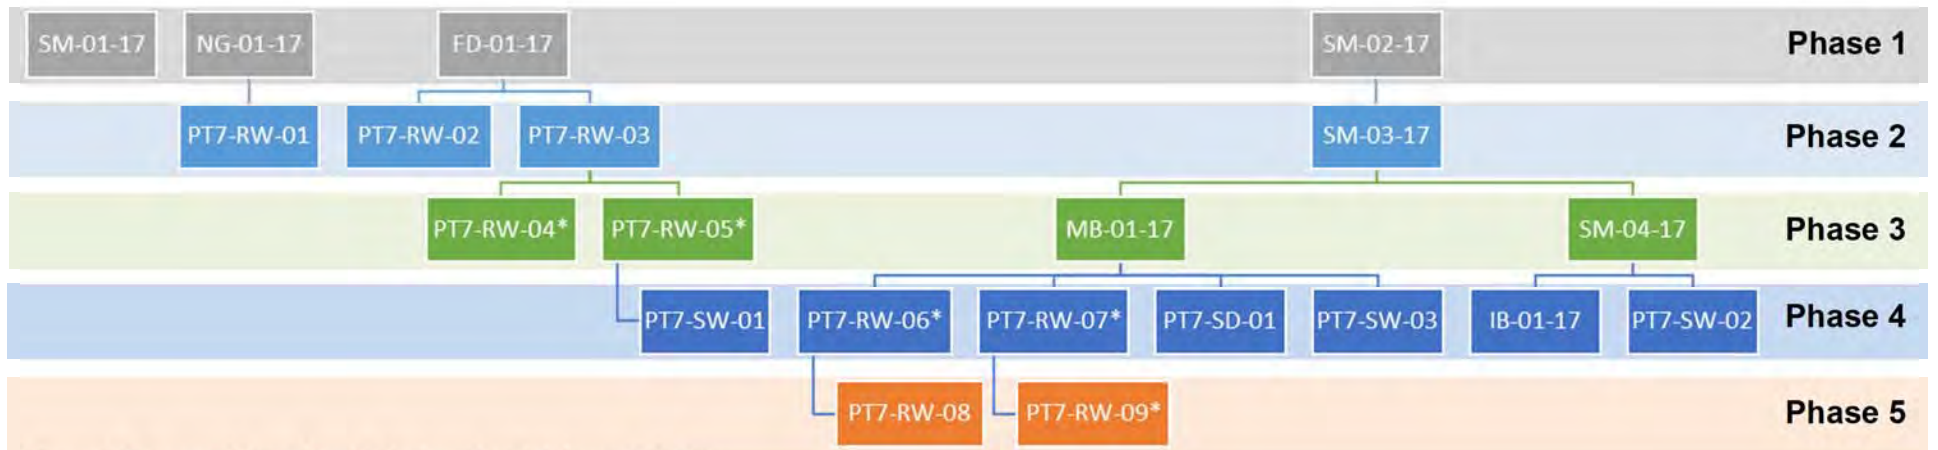 SM-01-17
NG-01-17
FD-01-17
SM-02-17
Phase 1
PT7-RW-01
PT7-RW-02
PT7-RW-03
SM-03-17
Phase 2
PT7-RW-04*
PT7-RW-05*
MB-01-17
SM-04-17
Phase 3
PT7-SW-01
PT7-RW-06*
PT7-RW-07*
PT7-SD-01
PT7-SW-03
IB-01-17
PT7-SW-02
Phase 4
PT7-RW-08
PT7-RW-09*
Phase 5